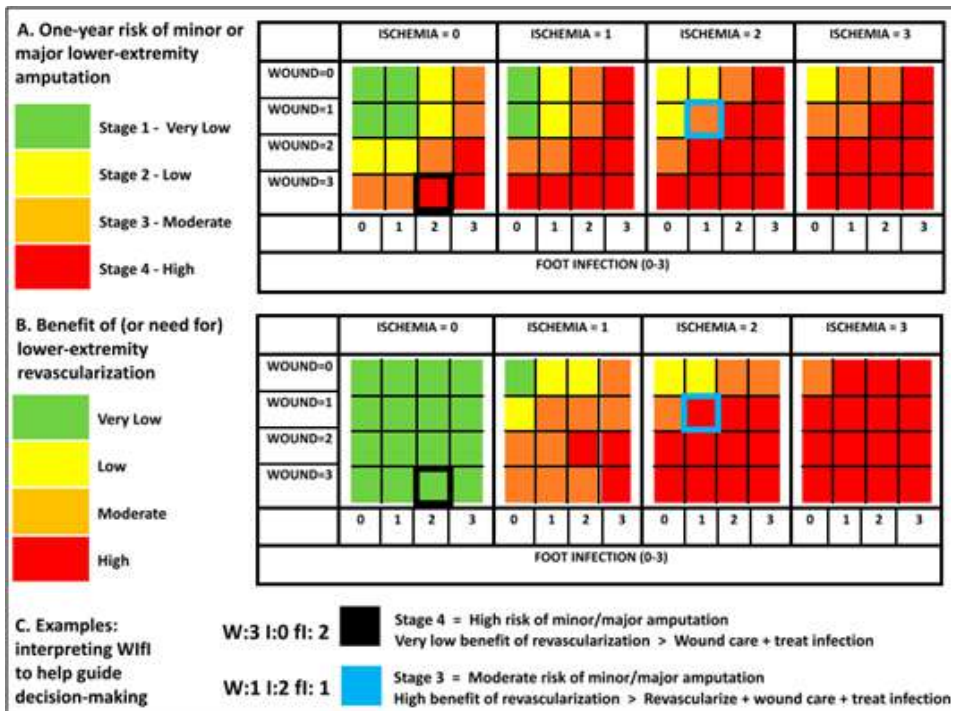 A. One-year risk of minor or
major lower-extremity
amputation
Stage 1 - Very Low
Stage 2 - Low
Stage 3 - Moderate
Stage 4 - High
ISCHEMIA = 0 ISCHEMIA = 1 ISCHEMIA = 2 ISCHEMIA = 3
WOUND=0
WOUND=1
WOUND=2
WOUND=3
0 1 2 3 0 1 2 3 0 1 2 3 0 1 2 3
FOOT INFECTION (0-3)
B. Benefit of (or need for)
lower-extremity
revascularization
Very Low
Low
Moderate
High
ISCHEMIA = 0 ISCHEMIA = 1 ISCHEMIA = 2 ISCHEMIA = 3
WOUND=0
WOUND=1
WOUND=2
WOUND=3
0 1 2 3 0 1 2 3 0 1 2 3 0 1 2 3
FOOT INFECTION (0-3)
C. Examples:
interpreting WIfI
to help guide
decision-making
W:3 I:0 fI: 2
Stage 4 = High risk of minor/major amputation
Very low benefit of revascularization > Wound care + treat infection
W:1 I:2 fI: 1
Stage 3 = Moderate risk of minor/major amputation
High benefit of revascularization > Revascularize + wound care + treat infection